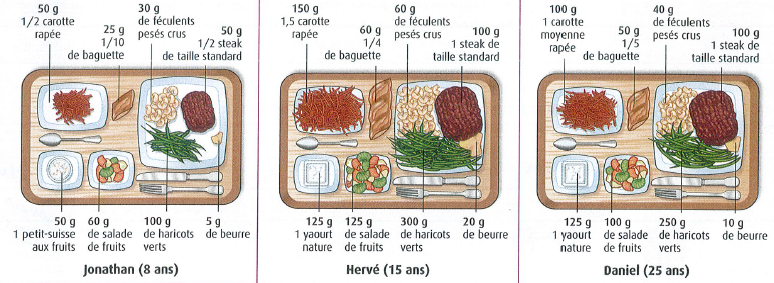 50 g
1/2 carotte
rapée
25 g
1/10
de baguette
30 g
de féculents
pesés crus
50 g
1/2 steak
de taille standard
50 g
1 petit-suisse
aux fruits
60 g
de salade
de fruits
100 g
de haricots
verts
5 g
de beurre
Jonathan (8 ans)
150 g
1,5 carotte
rapée
60 g
1/4
de baguette
60 g
de féculents
pesés crus
100 g
1 steak de
taille standard
125 g
1 yaourt
nature
125 g
de salade
de fruits
300 g
de haricots
verts
20 g
de beurre
Hervé (15 ans)
100 g
1 carotte
moyenne
rapée
50 g
1/5
de baguette
40 g
de féculents
pesés crus
100 g
1 steak de
taille standard
125 g
1 yaourt
nature
100 g
de salade
de fruits
250 g
de haricots
verts
10 g
de beurre
Daniel (25 ans)